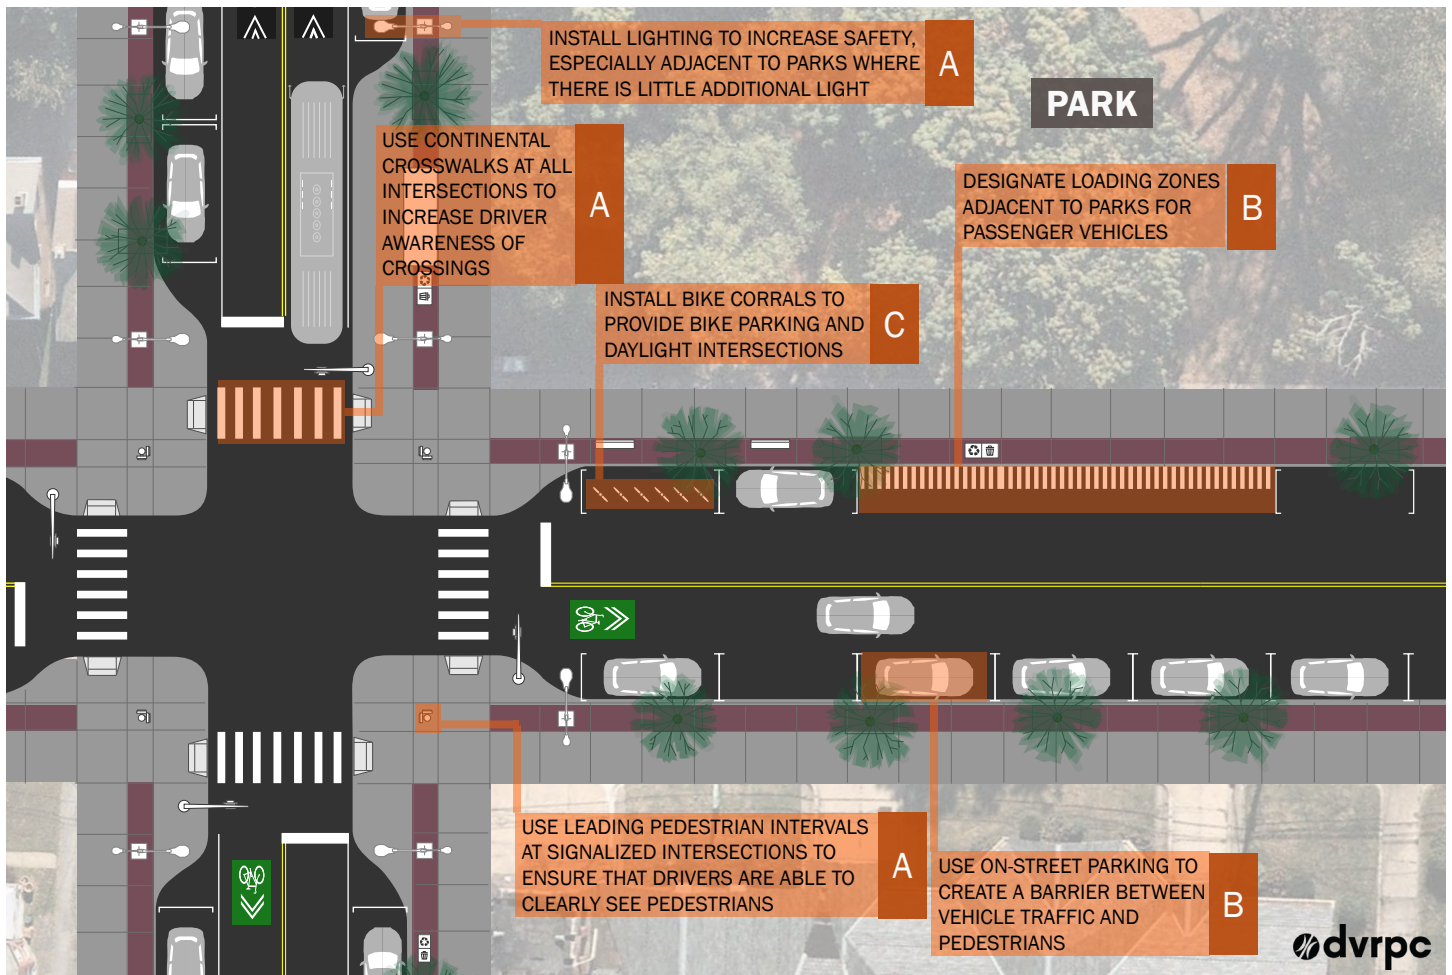 INSTALL LIGHTING TO INCREASE SAFETY,
ESPECIALLY ADJACENT TO PARKS WHERE
THERE IS LITTLE ADDITIONAL LIGHT
A
PARK
USE CONTINENTAL
CROSSWALKS AT ALL
INTERSECTIONS TO
INCREASE DRIVER
AWARENESS OF
CROSSINGS
A
DESIGNATE LOADING ZONES
ADJACENT TO PARKS FOR
PASSENGER VEHICLES
B
INSTALL BIKE CORRALS TO
PROVIDE BIKE PARKING AND
DAYLIGHT INTERSECTIONS
C
USE LEADING PEDESTRIAN INTERVALS
AT SIGNALIZED INTERSECTIONS TO
ENSURE THAT DRIVERS ARE ABLE TO
CLEARLY SEE PEDESTRIANS
A
USE ON-STREET PARKING TO
CREATE A BARRIER BETWEEN
VEHICLE TRAFFIC AND
PEDESTRIANS
B
dvrpc